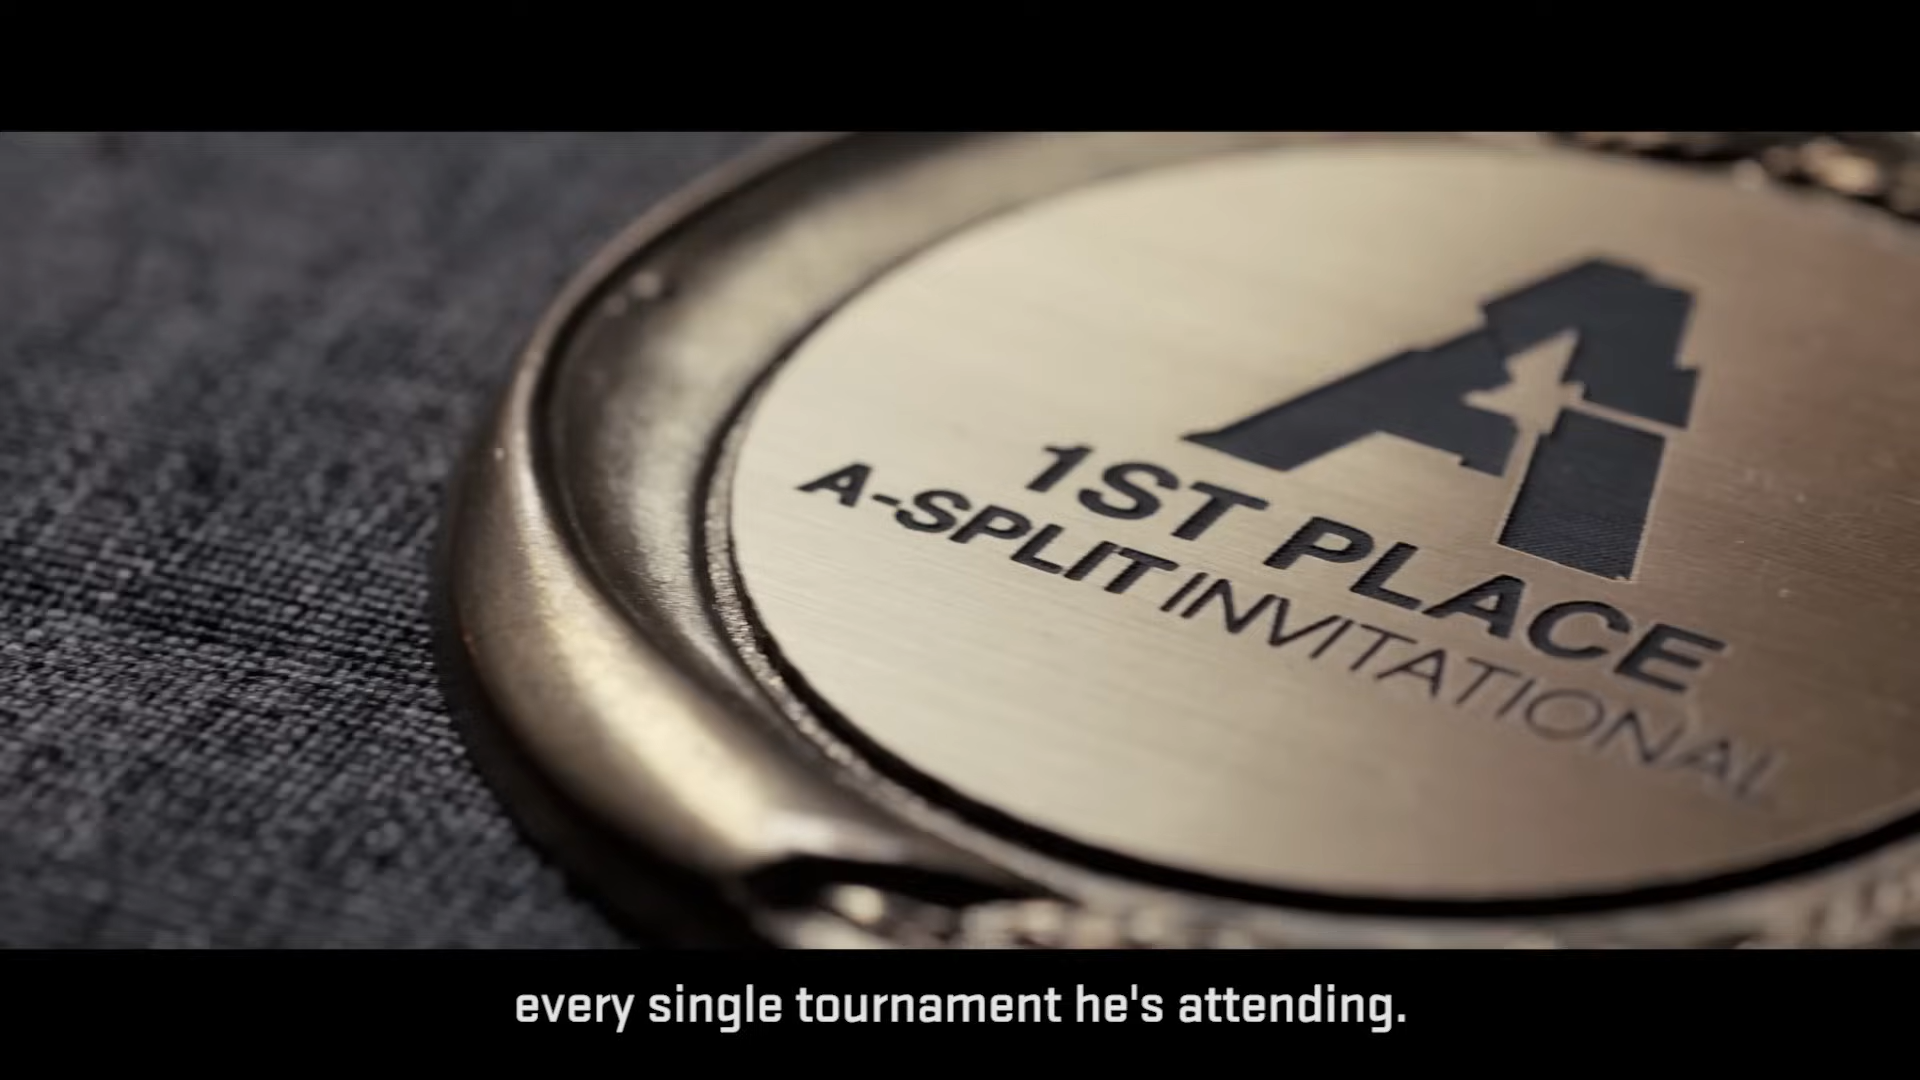 1ST PLACE
A-SPLIT INVITATIONAL
every single tournament he's attending.